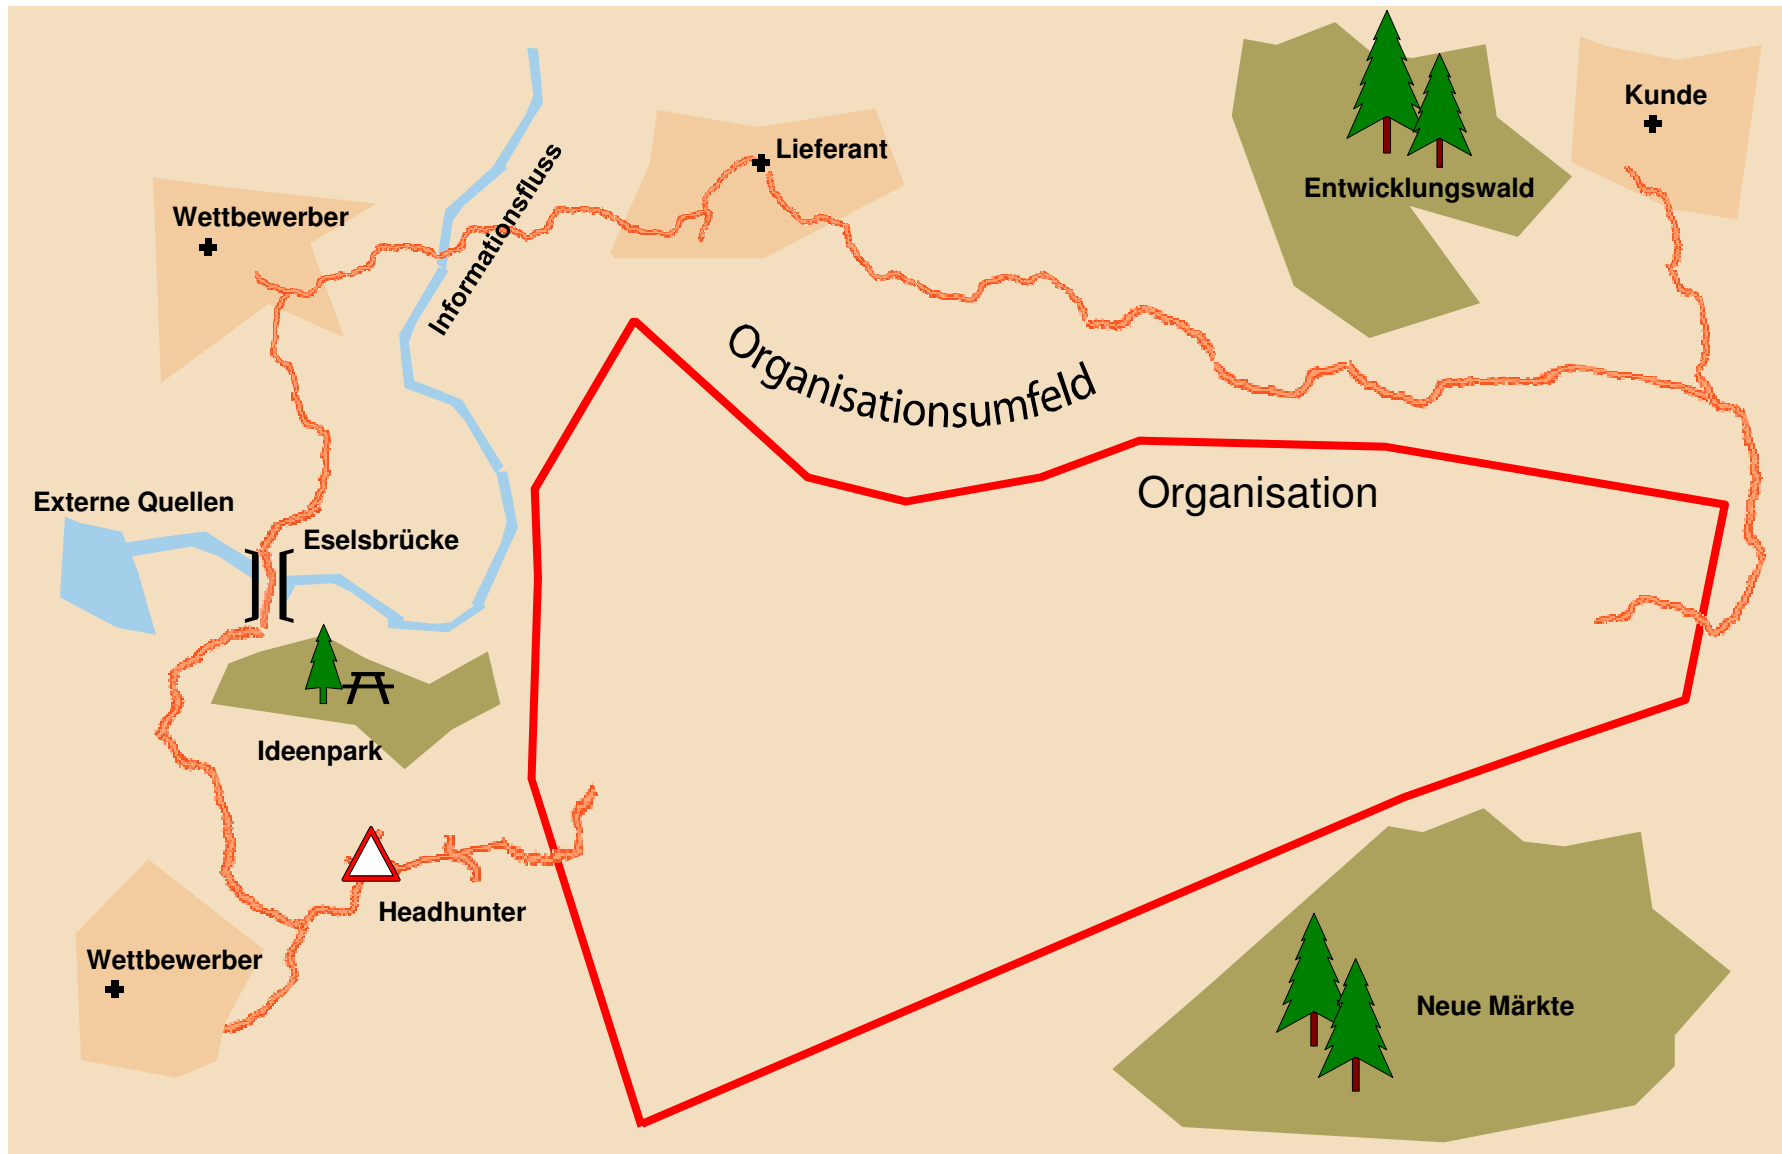 Kunde
Lieferant
Entwicklungswald
Wettbewerber
Informationsfluss
Organisationsumfeld
Organisation
Externe Quellen
Eselsbrücke
Ideenpark
Headhunter
Wettbewerber
Neue Märkte